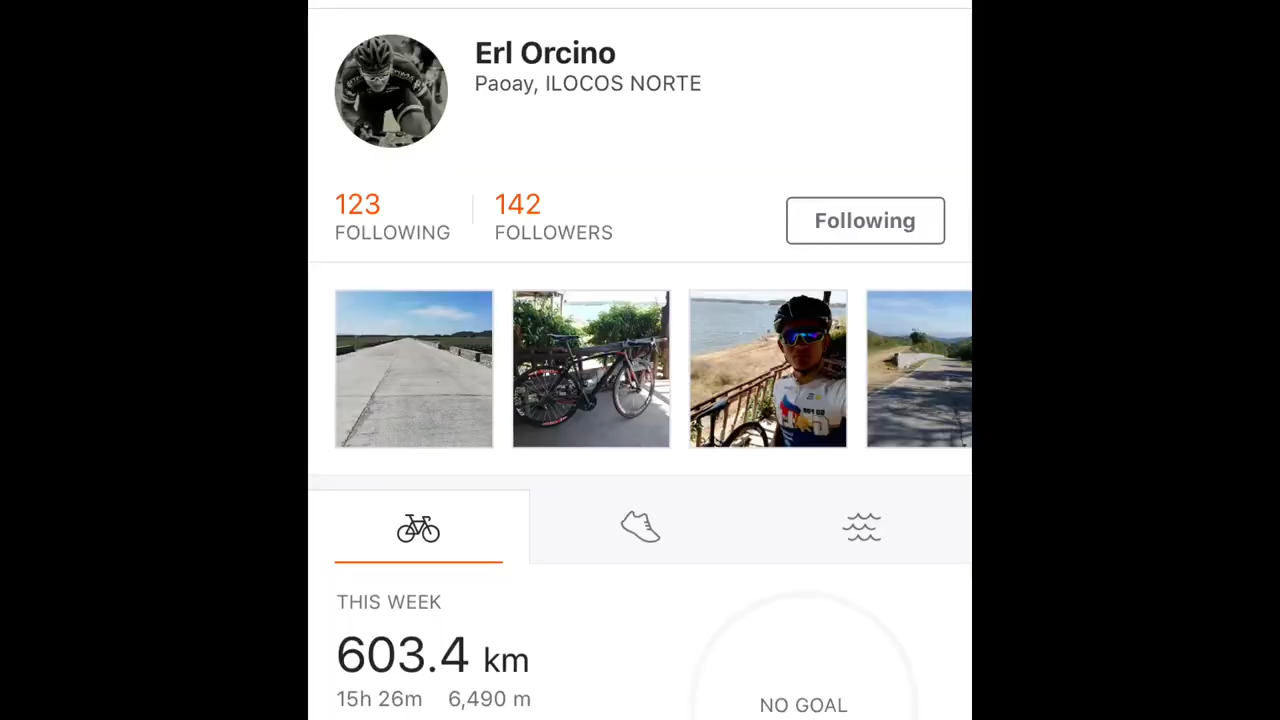 Erl Orcino
Paoay, ILOCOS NORTE
123
FOLLOWING
142
FOLLOWERS
Following
THIS WEEK
603.4 km
15h 26m 6,490 m
NO GOAL